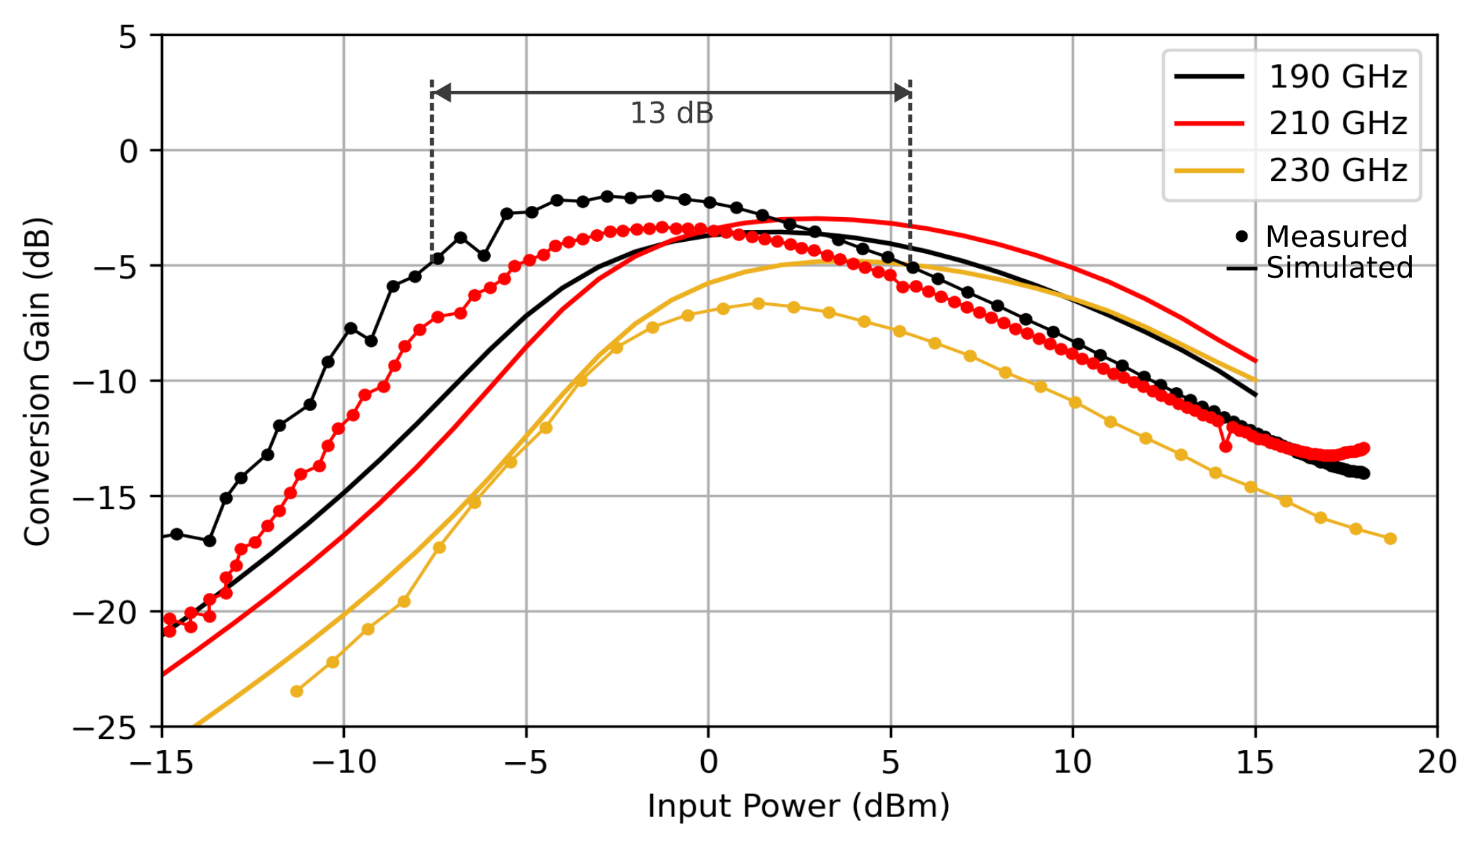 5
0
−5
−10
−15
−20
−25
Conversion Gain (dB)
13 dB
190 GHz
210 GHz
230 GHz
Measured
Simulated
−15
−10
−5
0
5
10
15
20
Input Power (dBm)